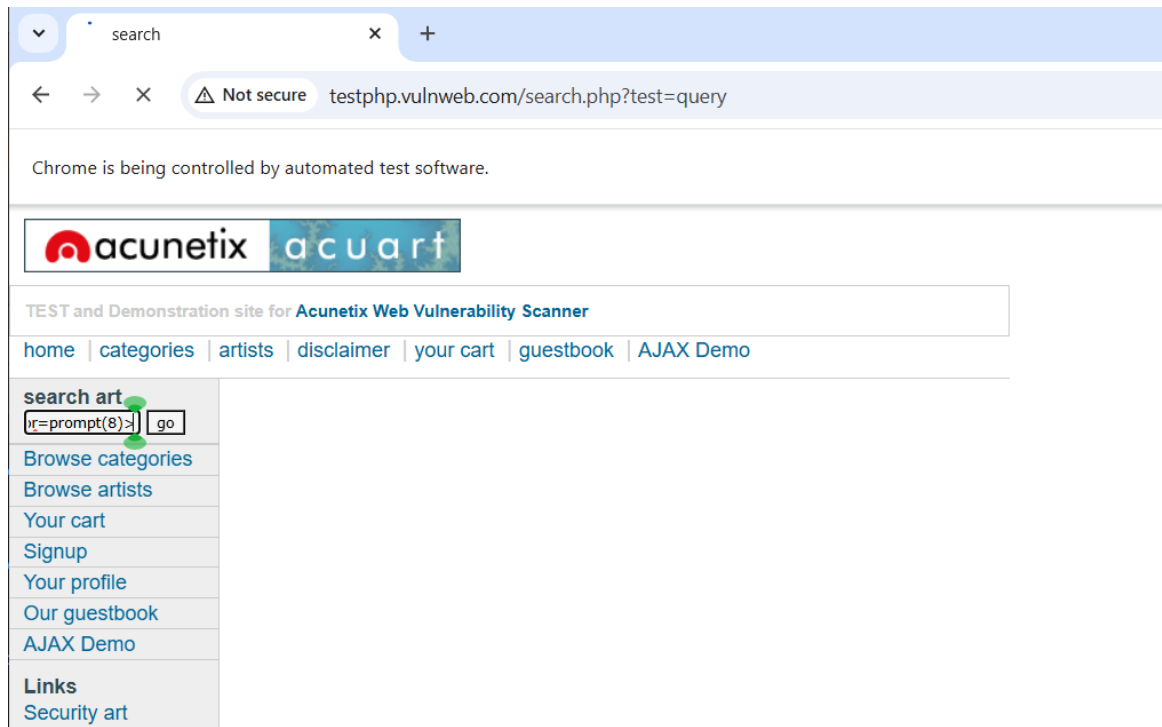 search
Not secure testphp.vulnweb.com/search.php?test=query
Chrome is being controlled by automated test software.
acunetix acuart
TEST and Demonstration site for Acunetix Web Vulnerability Scanner
home | categories | artists | disclaimer | your cart | guestbook | AJAX Demo
search art
r=prompt(8)> go
Browse categories
Browse artists
Your cart
Signup
Your profile
Our guestbook
AJAX Demo
Links
Security art